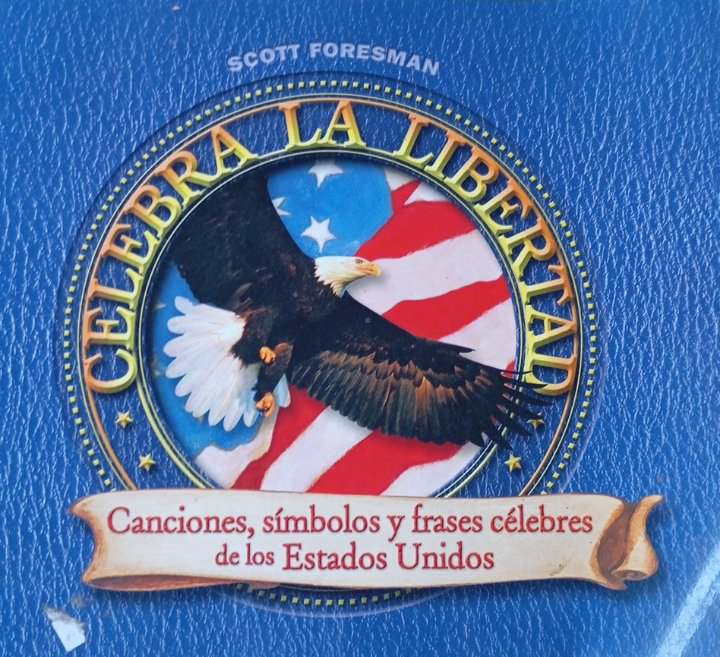 SCOTT FORESMAN
CELEBRA LA LIBERTAD
Canciones, símbolos y frases célebres
de los Estados Unidos